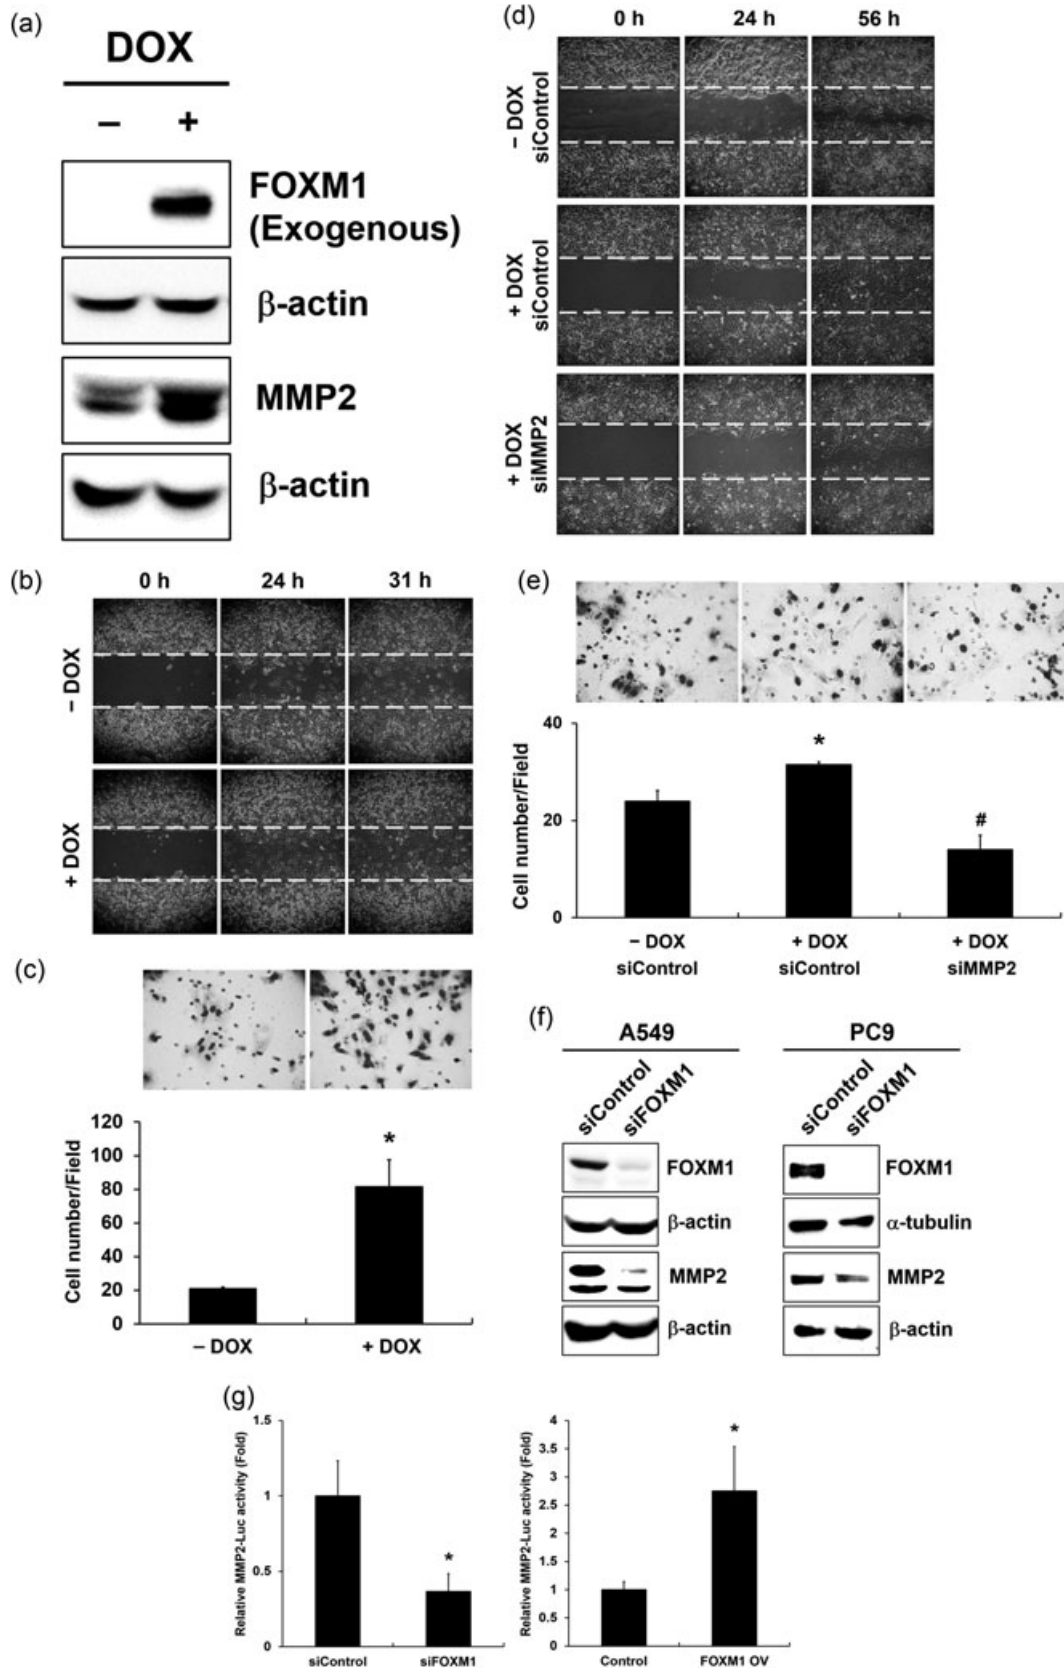 (a)
DOX
– +
FOXM1
(Exogenous)
β-actin
MMP2
β-actin
(b)
0 h 24 h 31 h
– DOX
+ DOX
(c)
Cell number/Field
120
100
80
60
40
20
0
*
– DOX + DOX
(d)
0 h 24 h 56 h
– DOX
siControl
+ DOX
siControl
+ DOX
siMMP2
(e)
Cell number/Field
40
20
0
*
#
– DOX + DOX + DOX
siControl siControl siMMP2
(f)
A549 PC9
siControl siFOXM1 siControl siFOXM1
FOXM1 FOXM1
β-actin α-tubulin
MMP2 MMP2
β-actin β-actin
(g)
Relative MMP2-Luc activity (Fold)
1.5
1
0.5
0
*
siControl siFOXM1
Relative MMP2-Luc activity (Fold)
4
3.5
3
2.5
2
1.5
1
0.5
0
*
Control FOXM1 OV